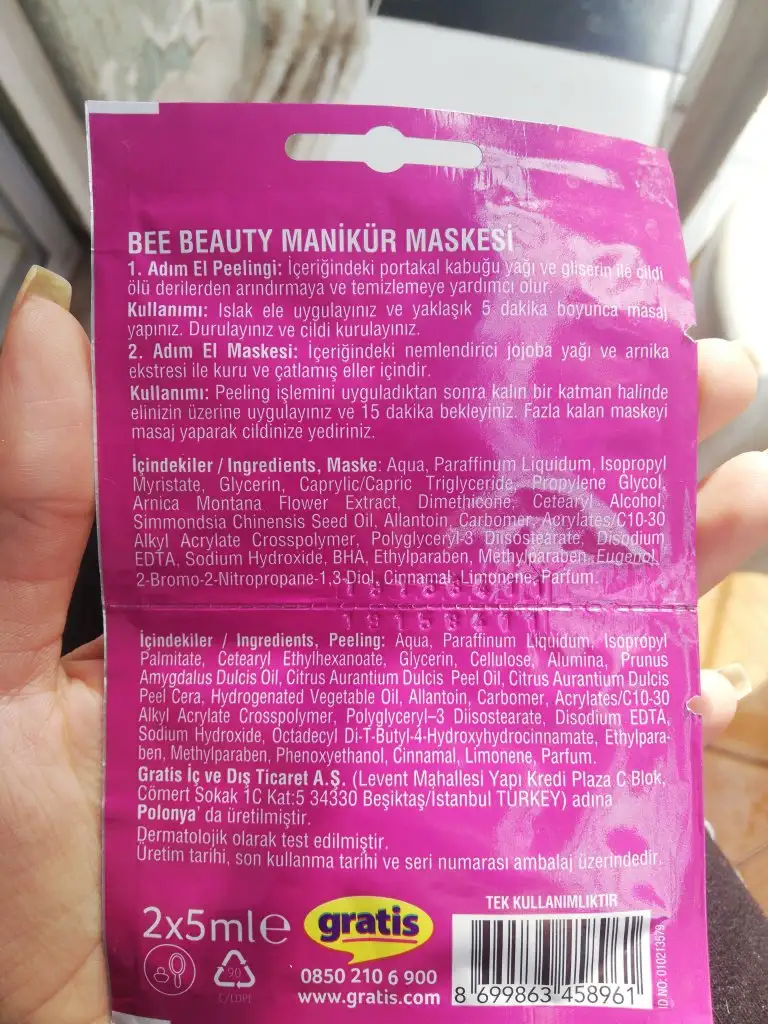 BEE BEAUTY MANİKÜR MASKESİ
1. Adım El Peelingi: İçeriğindeki portakal kabuğu yağı ve gliserin ile cildi
ölü derilerden arındırmaya ve temizlemeye yardımcı olur.
Kullanımı: Islak ele uygulayınız ve yaklaşık 5 dakika boyunca masaj
yapınız. Durulayınız ve cildi kurulayınız.
2. Adım El Maskesi: İçeriğindeki nemlendirici jojoba yağı ve arnika
ekstresi ile kuru ve çatlamış eller içindir.
Kullanımı: Peeling işlemini uyguladıktan sonra kalın bir katman halinde
elinizin üzerine uygulayınız ve 15 dakika bekleyiniz. Fazla kalan maskeyi
masaj yaparak cildinize yediriniz.
İçindekiler / Ingredients, Maske: Aqua, Paraffinum Liquidum, Isopropyl
Myristate, Glycerin, Caprylic/Capric Triglyceride, Propylene Glycol,
Arnica Montana Flower Extract, Dimethicone, Cetearyl Alcohol,
Simmondsia Chinensis Seed Oil, Allantoin, Carbomer, Acrylates/C10-30
Alkyl Acrylate Crosspolymer, Polyglyceryl-3 Diisostearate, Disodium
EDTA, Sodium Hydroxide, BHA, Ethylparaben, Methylparaben, Eugenol,
2-Bromo-2-Nitropropane-1,3-Diol, Cinnamal, Limonene, Parfum.
İçindekiler / Ingredients, Peeling: Aqua, Paraffinum Liquidum, Isopropyl
Palmitate, Cetearyl Ethylhexanoate, Glycerin, Cellulose, Alumina, Prunus
Amygdalus Dulcis Oil, Citrus Aurantium Dulcis Peel Oil, Citrus Aurantium Dulcis
Peel Cera, Hydrogenated Vegetable Oil, Allantoin, Carbomer, Acrylates/C10-30
Alkyl Acrylate Crosspolymer, Polyglyceryl–3 Diisostearate, Disodium EDTA,
Sodium Hydroxide, Octadecyl Di-T-Butyl-4-Hydroxyhydrocinnamate, Ethylpara-
ben, Methylparaben, Phenoxyethanol, Cinnamal, Limonene, Parfum.
Gratis İç ve Dış Ticaret A.Ş. (Levent Mahallesi Yapı Kredi Plaza C Blok,
Cömert Sokak 1C Kat:5 34330 Beşiktaş/İstanbul TURKEY) adına
Polonya' da üretilmiştir.
Dermatolojik olarak test edilmiştir.
Üretim tarihi, son kullanma tarihi ve seri numarası ambalaj üzerindedir.
TEK KULLANIMLIKTIR
2x5ml e
gratis
90
C/LDPE
0850 210 6 900
www.gratis.com
8 699863 458961
ID NO: 010213579